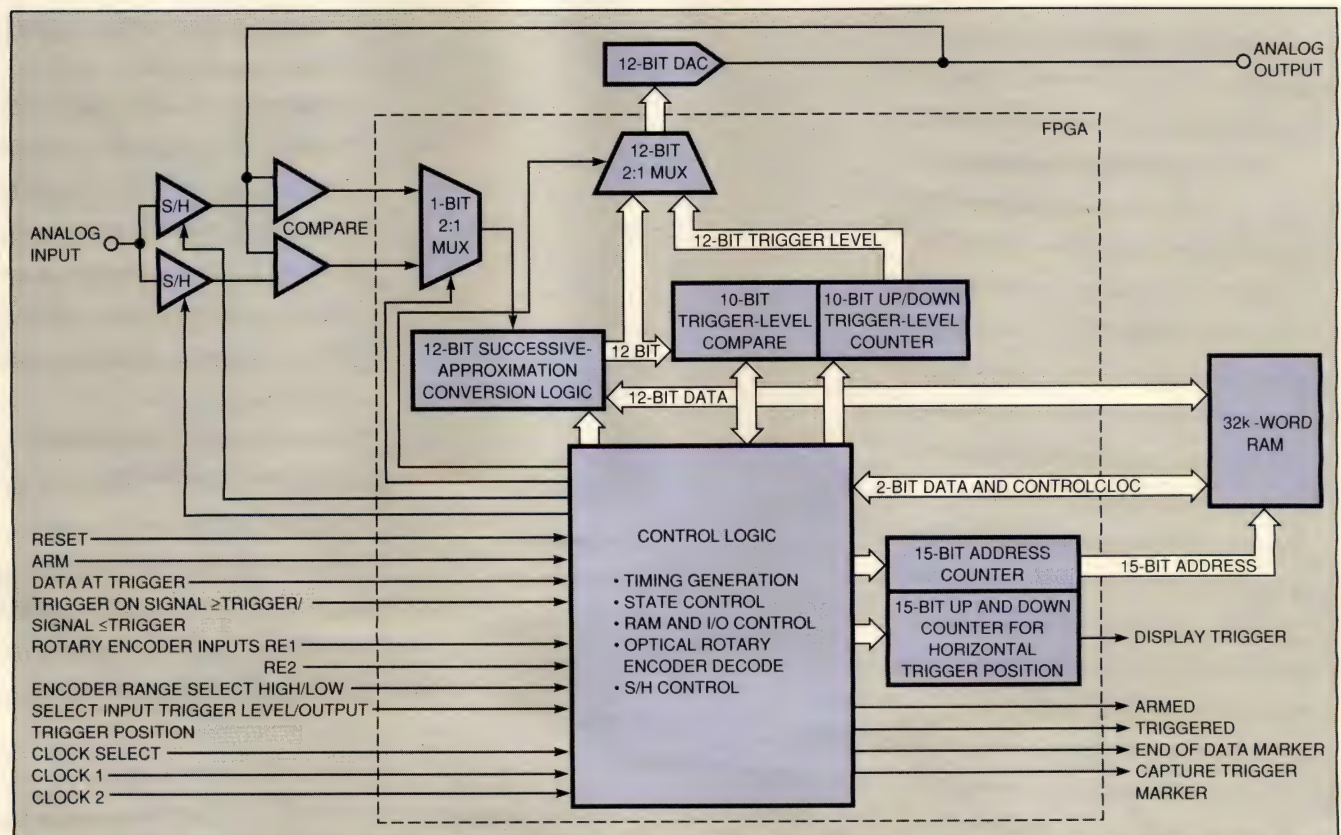 12-BIT DAC
ANALOG
OUTPUT
FPGA
12-BIT
2:1 MUX
S/H
COMPARE
1-BIT
2:1
MUX
ANALOG
INPUT
S/H
12-BIT TRIGGER LEVEL
10-BIT
TRIGGER-LEVEL
COMPARE
10-BIT UP/DOWN
TRIGGER-LEVEL
COUNTER
12-BIT SUCCESSIVE-
APPROXIMATION
CONVERSION LOGIC
12 BIT
12-BIT DATA
32k-WORD
RAM
2-BIT DATA AND CONTROLCLOC
CONTROL LOGIC
• TIMING GENERATION
• STATE CONTROL
• RAM AND I/O CONTROL
• OPTICAL ROTARY
ENCODER DECODE
• S/H CONTROL
15-BIT ADDRESS
COUNTER
15-BIT ADDRESS
15-BIT UP AND DOWN
COUNTER FOR
HORIZONTAL
TRIGGER POSITION
DISPLAY TRIGGER
RESET
ARM
DATA AT TRIGGER
TRIGGER ON SIGNAL ≥TRIGGER/
SIGNAL ≤TRIGGER
ROTARY ENCODER INPUTS RE1
RE2
ENCODER RANGE SELECT HIGH/LOW
SELECT INPUT TRIGGER LEVEL/OUTPUT
TRIGGER POSITION
CLOCK SELECT
CLOCK 1
CLOCK 2
ARMED
TRIGGERED
END OF DATA MARKER
CAPTURE TRIGGER
MARKER